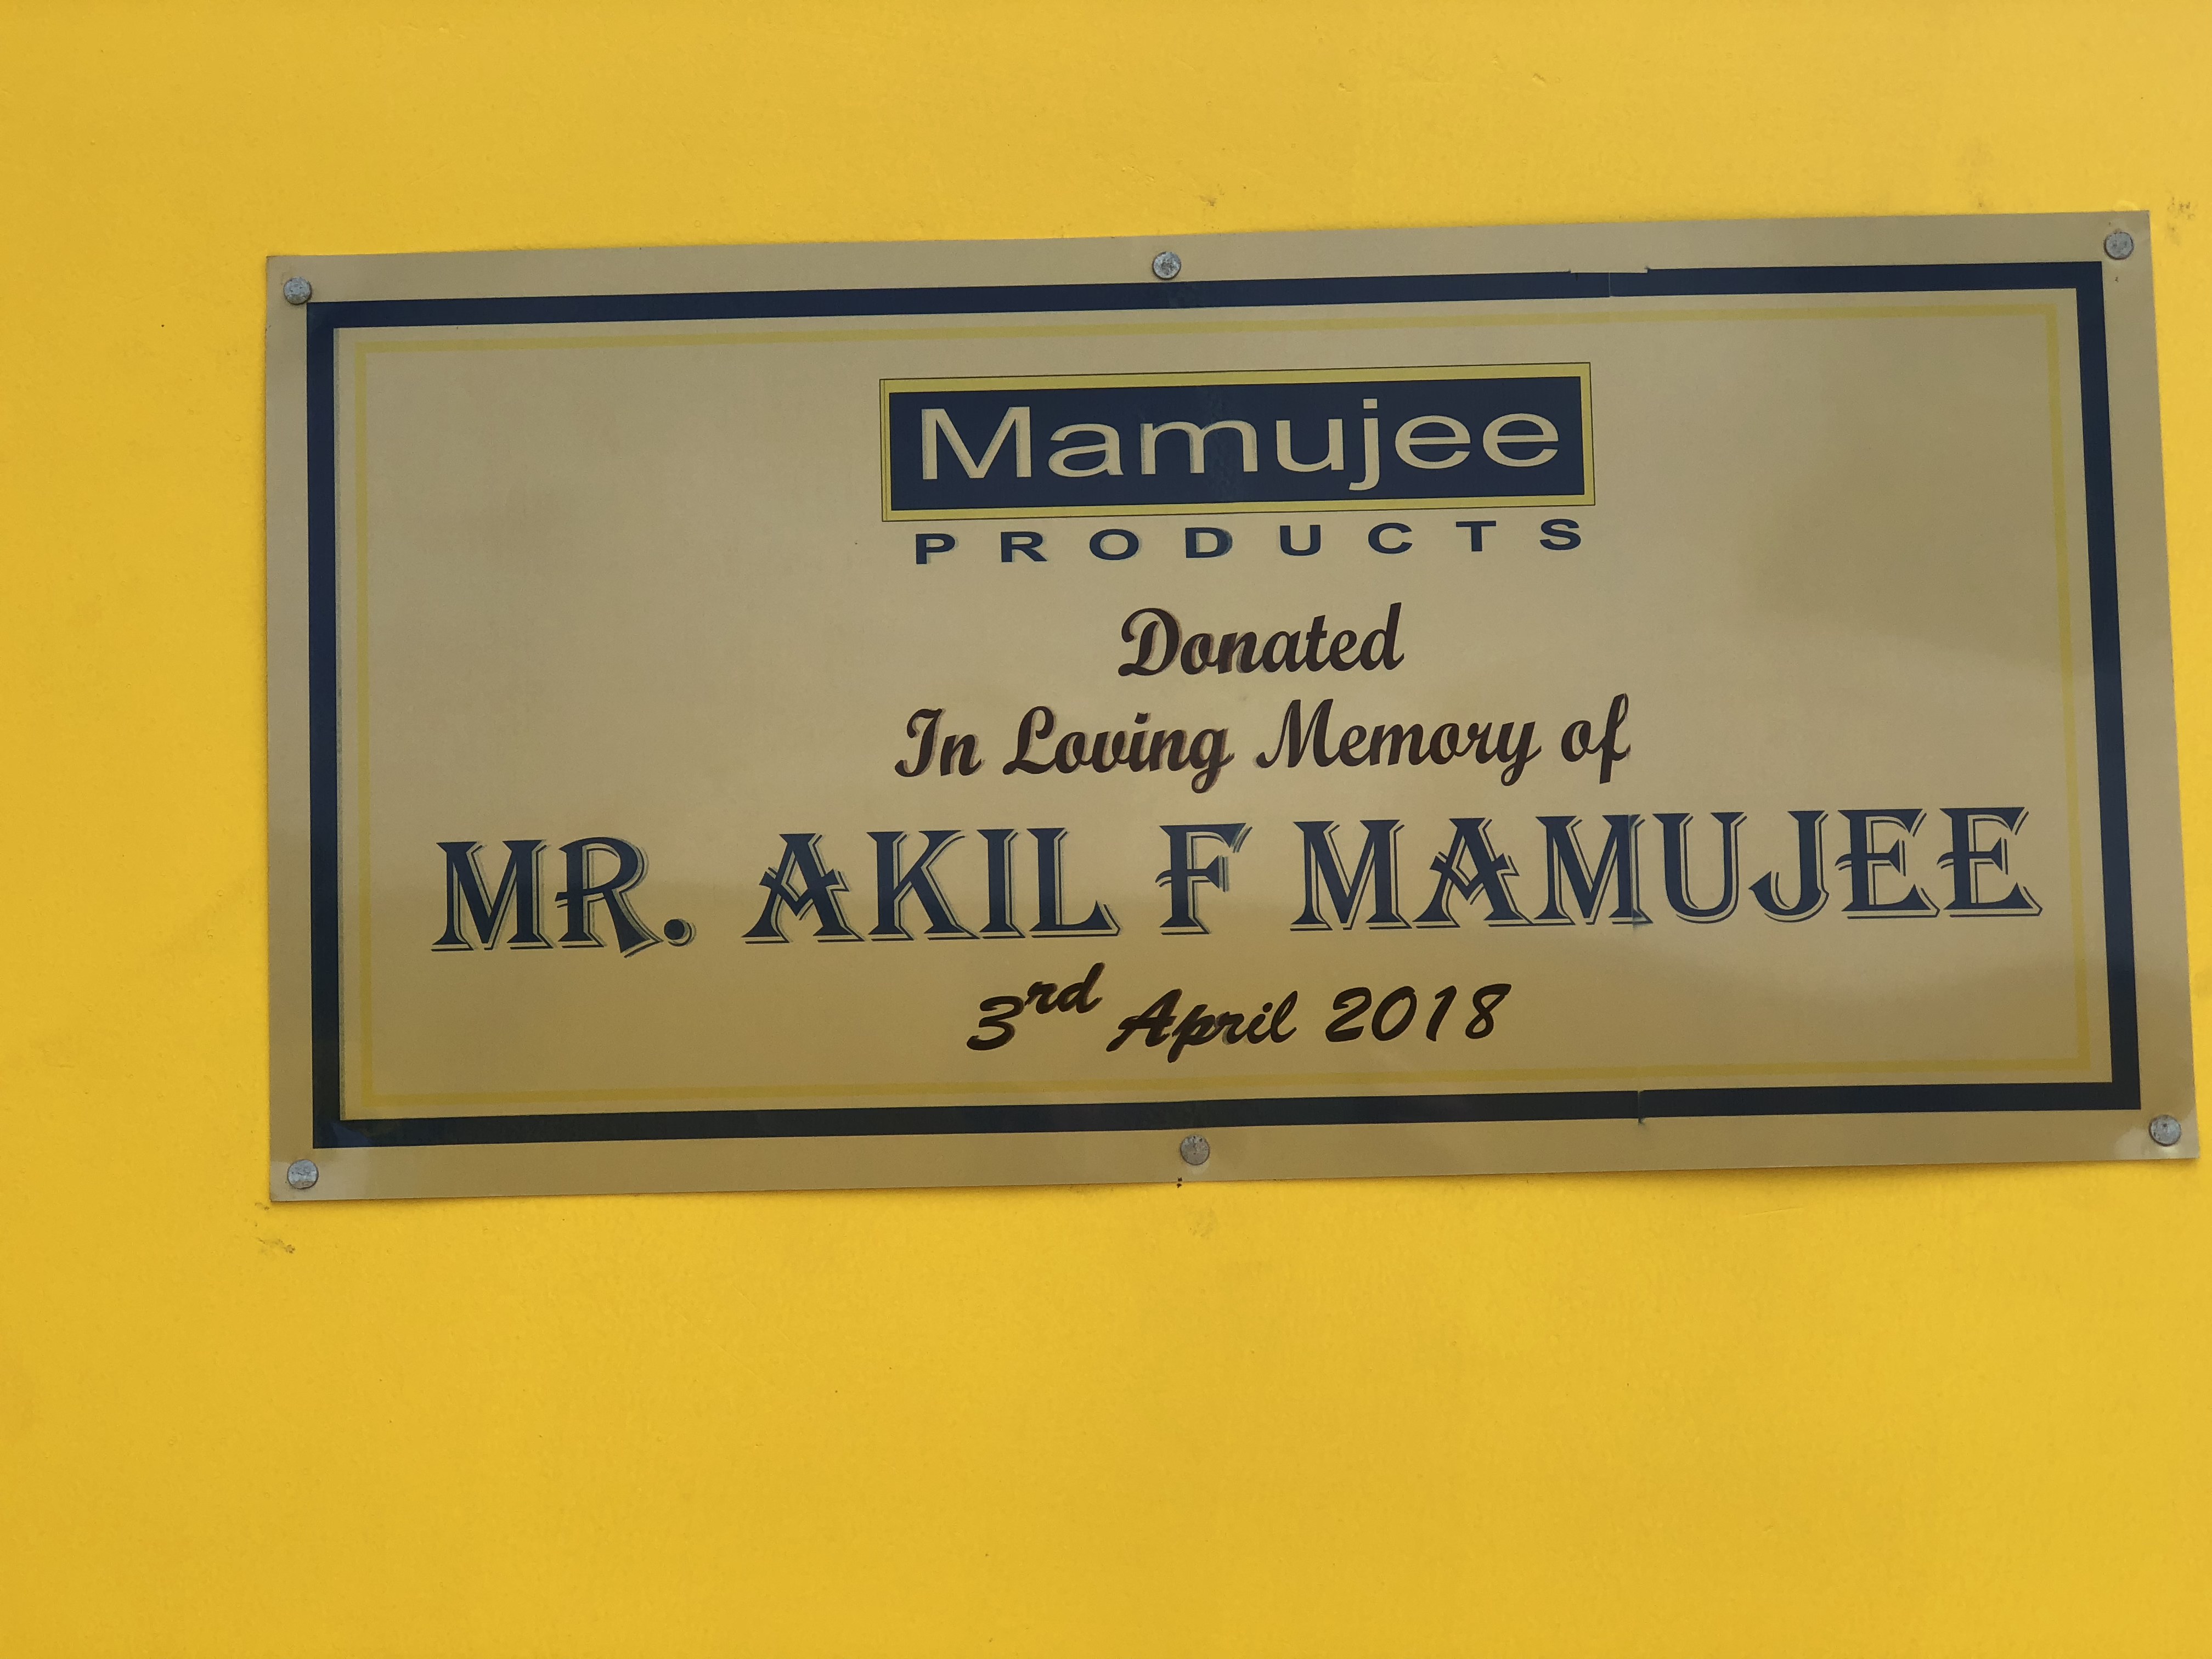 Mamujee
PRODUCTS
Donated
In Loving Memory of
MR. AKIL F MAMUJEE
3rd April 2018